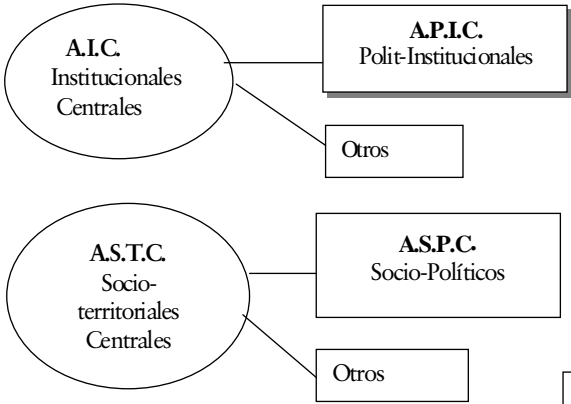 A.I.C.
Institucionales
Centrales
A.P.I.C.
Polit-Institucionales
Otros
A.S.T.C.
Socio-
territoriales
Centrales
A.S.P.C.
Socio-Políticos
Otros